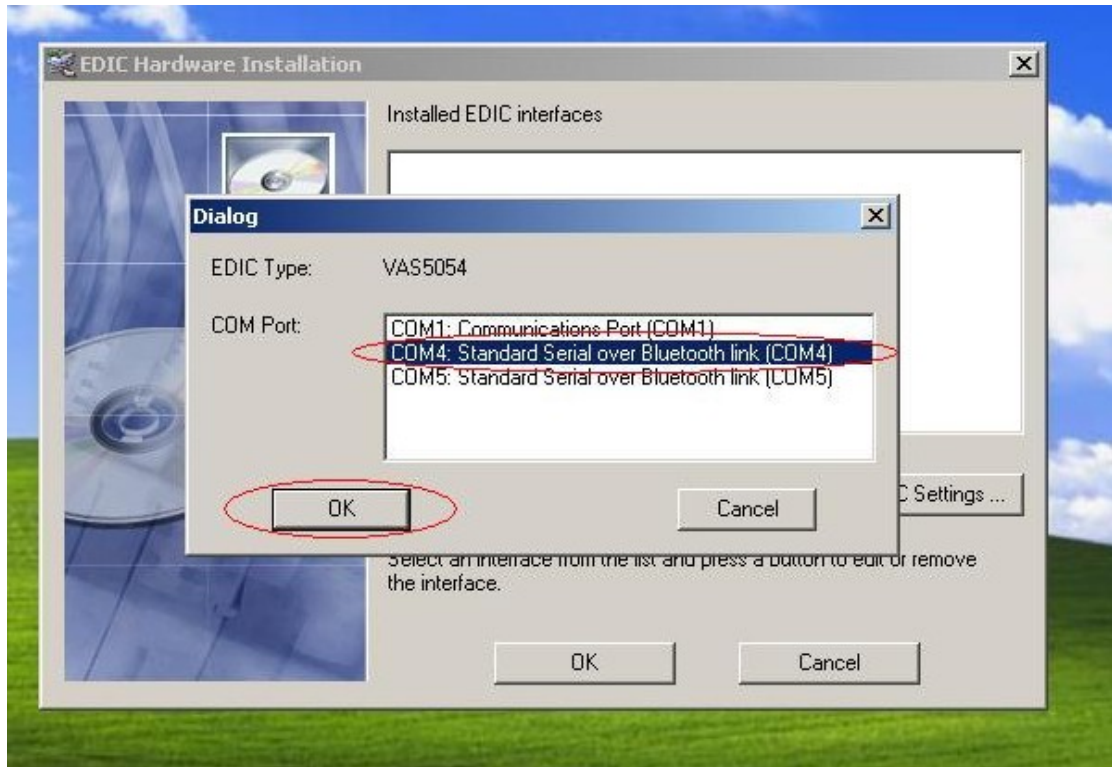 EDIC Hardware Installation
Installed EDIC interfaces
Dialog
EDIC Type: VAS5054
COM Port:
COM1: Communications Port (COM1)
COM4: Standard Serial over Bluetooth link (COM4)
COM5: Standard Serial over Bluetooth link (COM5)
OK Cancel
C Settings ...
Select an interface from the list and press a button to edit or remove
the interface.
OK Cancel